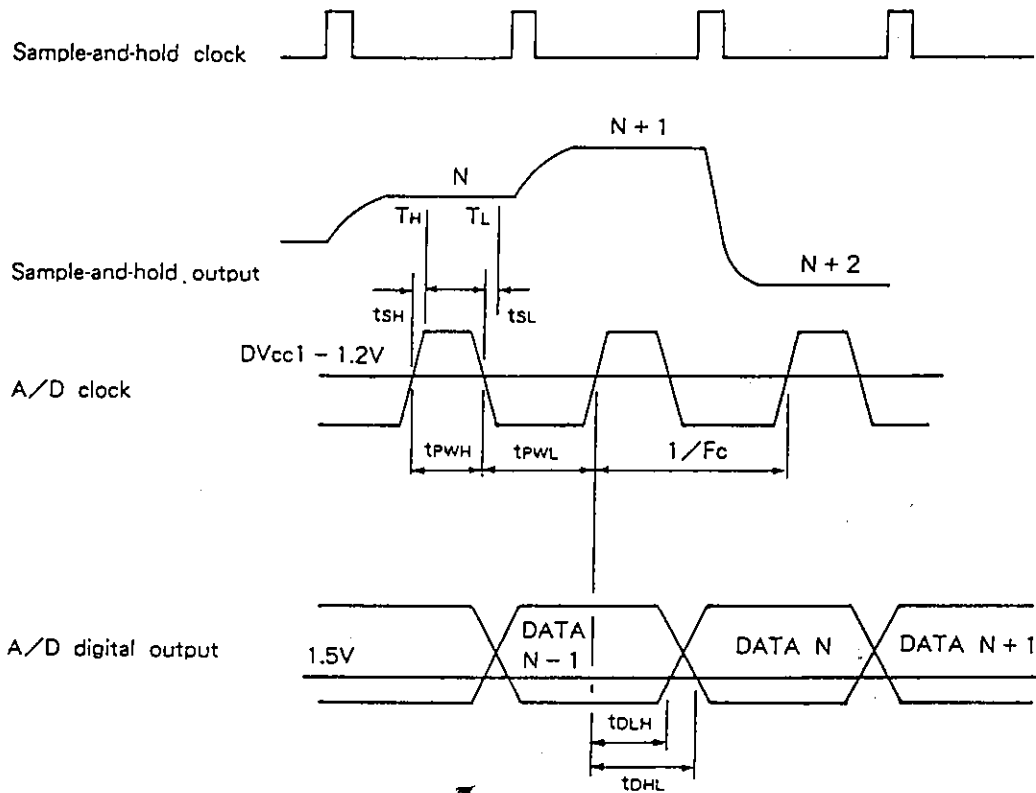 Sample-and-hold clock
N + 1
N
TH TL
Sample-and-hold output
N + 2
tSH tSL
DVcc1 - 1.2V
A/D clock
tPWH tPWL 1/Fc
A/D digital output
DATA N-1
DATA N
DATA N+1
1.5V
tDLH
tDHL